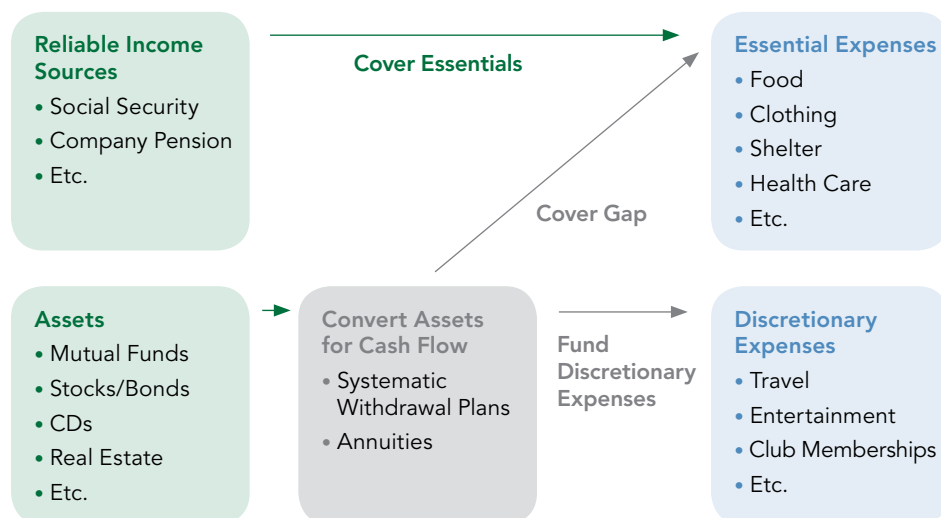 Reliable Income
Sources
• Social Security
• Company Pension
• Etc.
Cover Essentials
Essential Expenses
• Food
• Clothing
• Shelter
• Health Care
• Etc.
Cover Gap
Assets
• Mutual Funds
• Stocks/Bonds
• CDs
• Real Estate
• Etc.
Convert Assets
for Cash Flow
• Systematic
Withdrawal Plans
• Annuities
Fund
Discretionary
Expenses
Discretionary
Expenses
• Travel
• Entertainment
• Club Memberships
• Etc.